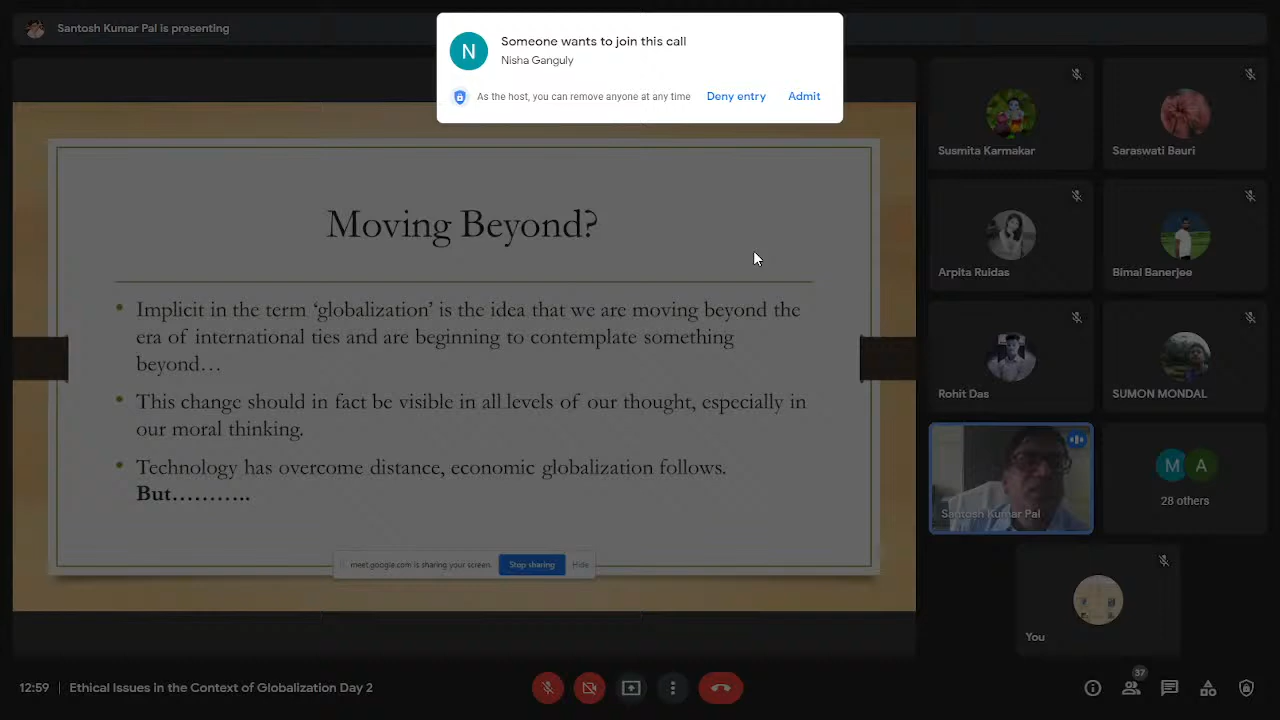 Santosh Kumar Pal is presenting
Someone wants to join this call
N
Nisha Ganguly
As the host, you can remove anyone at any time
Deny entry
Admit
Moving Beyond?
• Implicit in the term ‘globalization’ is the idea that we are moving beyond the
era of international ties and are beginning to contemplate something
beyond…
• This change should in fact be visible in all levels of our thought, especially in
our moral thinking.
• Technology has overcome distance, economic globalization follows.
But………..
meet.google.com is sharing your screen.
Stop sharing
Hide
Susmita Karmakar
Saraswati Bauri
Arpita Ruidas
Bimal Banerjee
Rohit Das
SUMON MONDAL
Santosh Kumar Pal
M
A
28 others
You
12:59 | Ethical Issues in the Context of Globalization Day 2
37